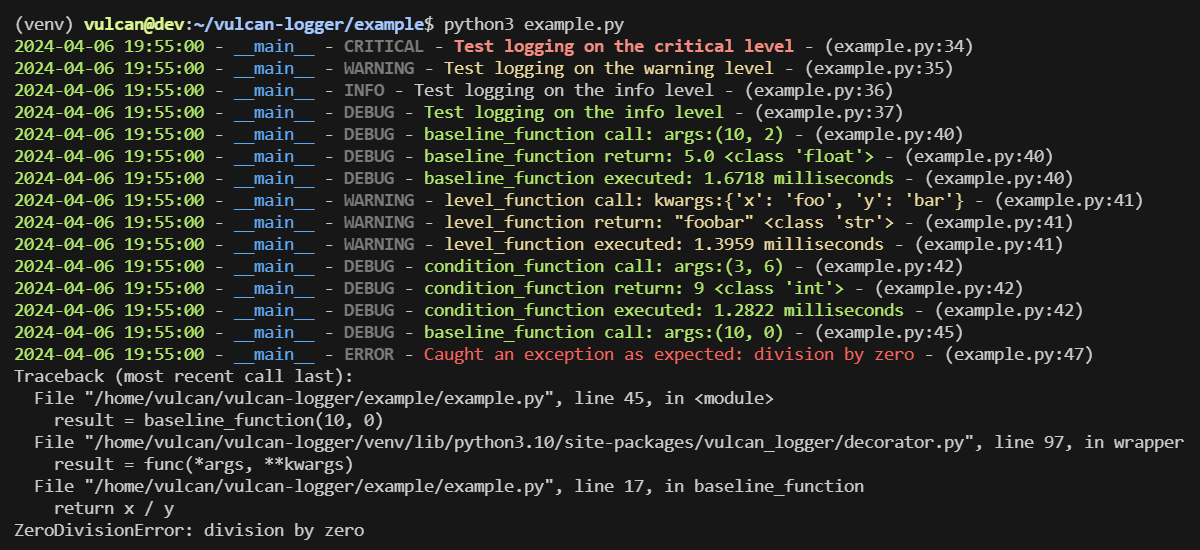 (venv) vulcan@dev:~/vulcan-logger/example$ python3 example.py
2024-04-06 19:55:00 - __main__ - CRITICAL - Test logging on the critical level - (example.py:34)
2024-04-06 19:55:00 - __main__ - WARNING - Test logging on the warning level - (example.py:35)
2024-04-06 19:55:00 - __main__ - INFO - Test logging on the info level - (example.py:36)
2024-04-06 19:55:00 - __main__ - DEBUG - Test logging on the info level - (example.py:37)
2024-04-06 19:55:00 - __main__ - DEBUG - baseline_function call: args:(10, 2) - (example.py:40)
2024-04-06 19:55:00 - __main__ - DEBUG - baseline_function return: 5.0 <class 'float'> - (example.py:40)
2024-04-06 19:55:00 - __main__ - DEBUG - baseline_function executed: 1.6718 milliseconds - (example.py:40)
2024-04-06 19:55:00 - __main__ - WARNING - level_function call: kwargs:{'x': 'foo', 'y': 'bar'} - (example.py:41)
2024-04-06 19:55:00 - __main__ - WARNING - level_function return: "foobar" <class 'str'> - (example.py:41)
2024-04-06 19:55:00 - __main__ - WARNING - level_function executed: 1.3959 milliseconds - (example.py:41)
2024-04-06 19:55:00 - __main__ - DEBUG - condition_function call: args:(3, 6) - (example.py:42)
2024-04-06 19:55:00 - __main__ - DEBUG - condition_function return: 9 <class 'int'> - (example.py:42)
2024-04-06 19:55:00 - __main__ - DEBUG - condition_function executed: 1.2822 milliseconds - (example.py:42)
2024-04-06 19:55:00 - __main__ - DEBUG - baseline_function call: args:(10, 0) - (example.py:45)
2024-04-06 19:55:00 - __main__ - ERROR - Caught an exception as expected: division by zero - (example.py:47)
Traceback (most recent call last):
  File "/home/vulcan/vulcan-logger/example/example.py", line 45, in <module>
    result = baseline_function(10, 0)
  File "/home/vulcan/vulcan-logger/venv/lib/python3.10/site-packages/vulcan_logger/decorator.py", line 97, in wrapper
    result = func(*args, **kwargs)
  File "/home/vulcan/vulcan-logger/example/example.py", line 17, in baseline_function
    return x / y
ZeroDivisionError: division by zero